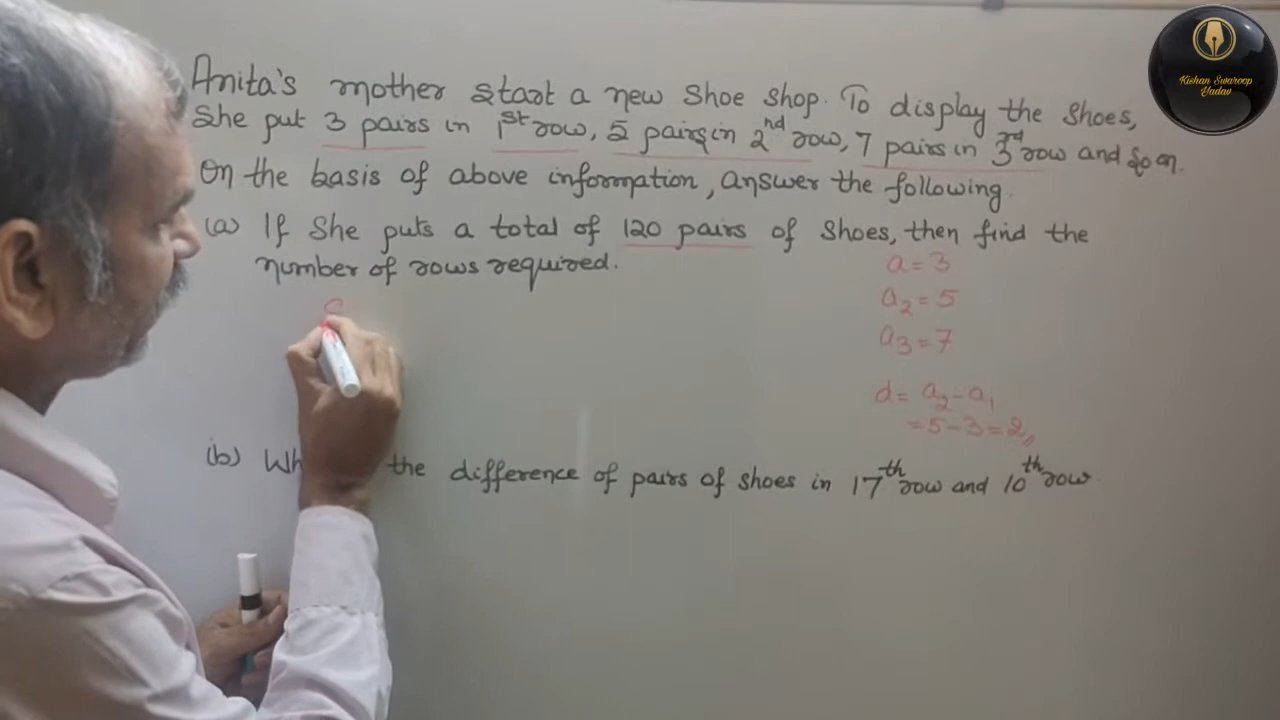 Kishan Swaroop
Yadav
Anita's mother start a new shoe shop. To display the shoes,
She put 3 pairs in 1st row, 5 pairs in 2nd row, 7 pairs in 3rd row and so on.
On the basis of above information, answer the following.
(a) If she puts a total of 120 pairs of shoes, then find the
number of rows required.
a = 3
a2 = 5
a3 = 7
d = a2 - a1
= 5 - 3 = 2
(b) the difference of pairs of shoes in 17th row and 10th row.